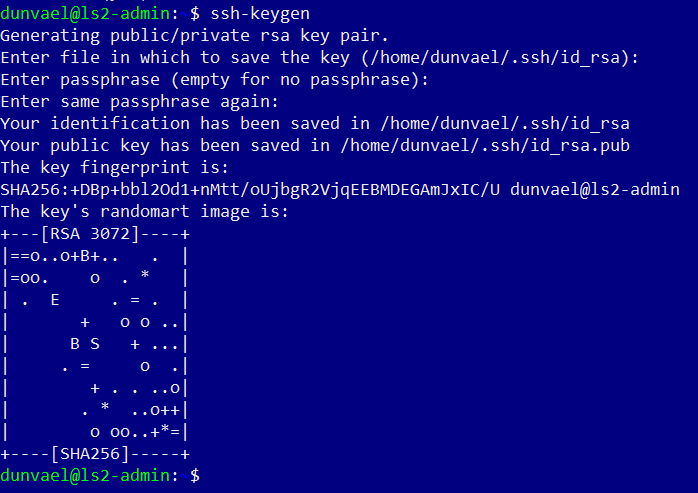 dunvael@ls2-admin: $ ssh-keygen
Generating public/private rsa key pair.
Enter file in which to save the key (/home/dunvael/.ssh/id_rsa):
Enter passphrase (empty for no passphrase):
Enter same passphrase again:
Your identification has been saved in /home/dunvael/.ssh/id_rsa
Your public key has been saved in /home/dunvael/.ssh/id_rsa.pub
The key fingerprint is:
SHA256:+DBp+bbl2Od1+nMtt/oUjbgR2VjqEEBMDEGAmJxIC/U dunvael@ls2-admin
The key's randomart image is:
+---[RSA 3072]----+
|==o..o+B+..   .  |
|=oo.    o  . *   |
| .  E     . = .  |
|       +   o o ..|
|      B S   + ...|
|     . =     o  .|
|        + . . ..o|
|       . *  ..o++|
|        o oo..+*=|
+----[SHA256]-----+
dunvael@ls2-admin: $